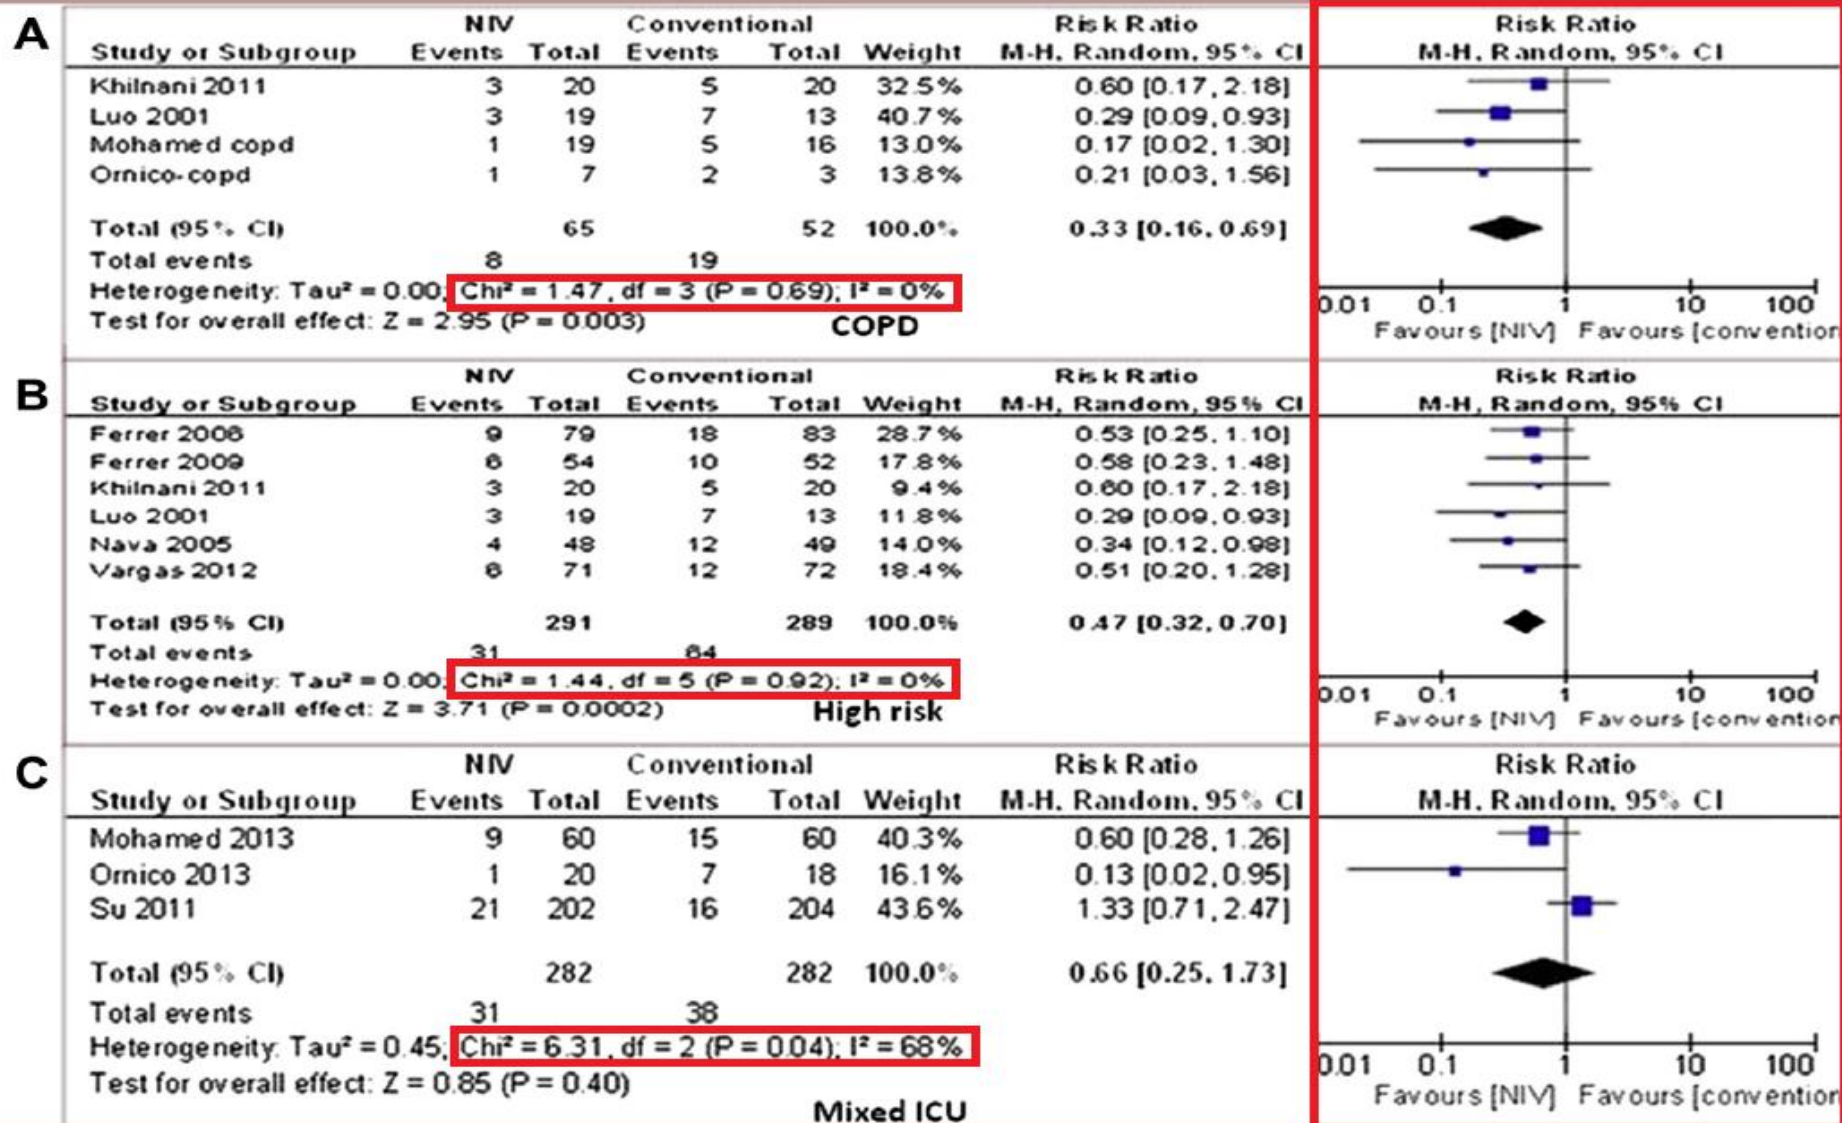 A
NIV Conventional Risk Ratio Risk Ratio
Study or Subgroup Events Total Events Total Weight M-H, Random, 95% CI M-H, Random, 95% CI
Khilnani 2011 3 20 5 20 32.5% 0.60 [0.17, 2.18]
Luo 2001 3 19 7 13 40.7% 0.29 [0.09, 0.93]
Mohamed copd 1 19 5 16 13.0% 0.17 [0.02, 1.30]
Ornico-copd 1 7 2 3 13.8% 0.21 [0.03, 1.56]
Total (95% CI) 65 52 100.0% 0.33 [0.16, 0.69]
Total events 8 19
Heterogeneity: Tau² = 0.00; Chi² = 1.47, df = 3 (P = 0.69); I² = 0%
0.01 0.1 1 10 100
Test for overall effect: Z = 2.95 (P = 0.003)
COPD
Favours [NIV] Favours [convention
B
NIV Conventional Risk Ratio Risk Ratio
Study or Subgroup Events Total Events Total Weight M-H, Random, 95% CI M-H, Random, 95% CI
Ferrer 2006 9 79 18 83 28.7% 0.53 [0.25, 1.10]
Ferrer 2009 6 54 10 52 17.8% 0.58 [0.23, 1.48]
Khilnani 2011 3 20 5 20 9.4% 0.60 [0.17, 2.18]
Luo 2001 3 19 7 13 11.8% 0.29 [0.09, 0.93]
Nava 2005 4 48 12 49 14.0% 0.34 [0.12, 0.98]
Vargas 2012 6 71 12 72 18.4% 0.51 [0.20, 1.28]
Total (95% CI) 291 289 100.0% 0.47 [0.32, 0.70]
Total events 31 64
Heterogeneity: Tau² = 0.00; Chi² = 1.44, df = 5 (P = 0.92); I² = 0%
0.01 0.1 1 10 100
Test for overall effect: Z = 3.71 (P = 0.0002)
High risk
Favours [NIV] Favours [convention
C
NIV Conventional Risk Ratio Risk Ratio
Study or Subgroup Events Total Events Total Weight M-H, Random, 95% CI M-H, Random, 95% CI
Mohamed 2013 9 60 15 60 40.3% 0.60 [0.28, 1.26]
Ornico 2013 1 20 7 18 16.1% 0.13 [0.02, 0.95]
Su 2011 21 202 16 204 43.6% 1.33 [0.71, 2.47]
Total (95% CI) 282 282 100.0% 0.66 [0.25, 1.73]
Total events 31 38
Heterogeneity: Tau² = 0.45; Chi² = 6.31, df = 2 (P = 0.04); I² = 68%
0.01 0.1 1 10 100
Test for overall effect: Z = 0.85 (P = 0.40)
Favours [NIV] Favours [convention
Mixed ICU